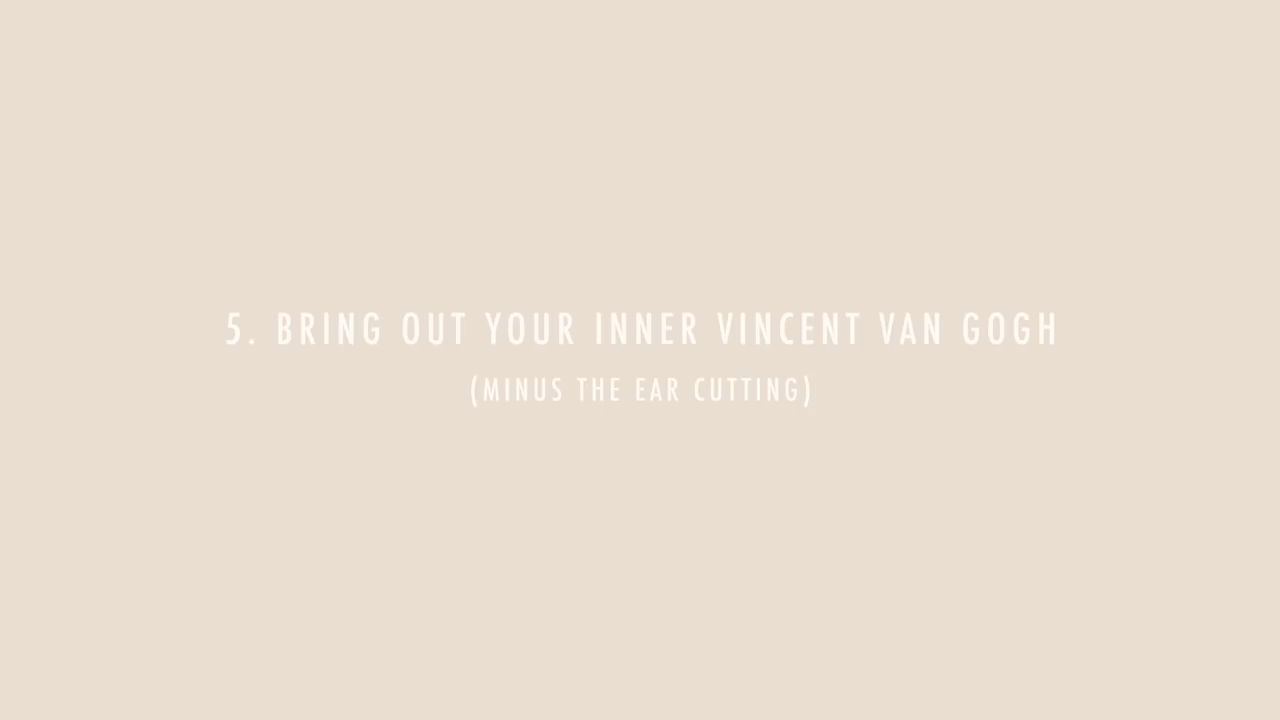 5. BRING OUT YOUR INNER VINCENT VAN GOGH
(MINUS THE EAR CUTTING)